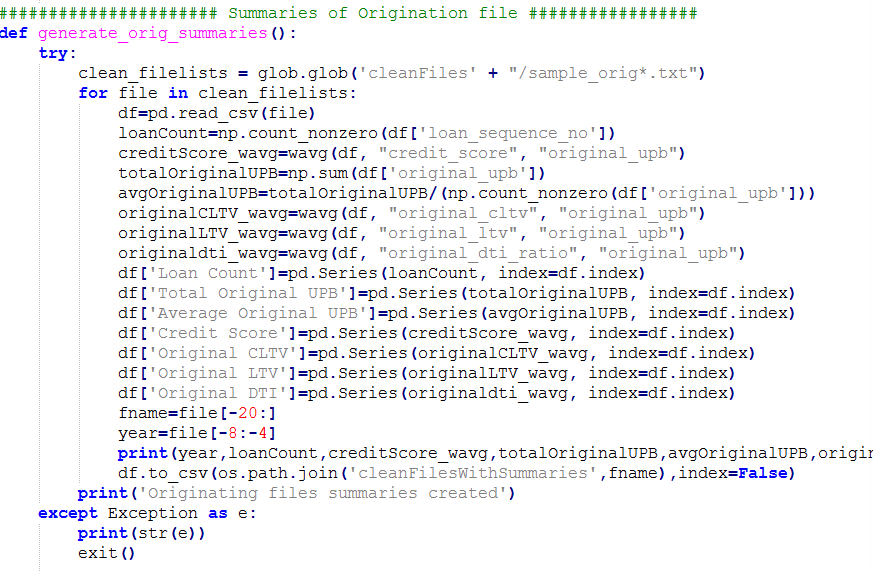 ###################### Summaries of Origination file #################
def generate_orig_summaries():
    try:
        clean_filelists = glob.glob('cleanFiles' + "/sample_orig*.txt")
        for file in clean_filelists:
            df=pd.read_csv(file)
            loanCount=np.count_nonzero(df['loan_sequence_no'])
            creditScore_wavg=wavg(df, "credit_score", "original_upb")
            totalOriginalUPB=np.sum(df['original_upb'])
            avgOriginalUPB=totalOriginalUPB/(np.count_nonzero(df['original_upb']))
            originalCLTV_wavg=wavg(df, "original_cltv", "original_upb")
            originalLTV_wavg=wavg(df, "original_ltv", "original_upb")
            originaldti_wavg=wavg(df, "original_dti_ratio", "original_upb")
            df['Loan Count']=pd.Series(loanCount, index=df.index)
            df['Total Original UPB']=pd.Series(totalOriginalUPB, index=df.index)
            df['Average Original UPB']=pd.Series(avgOriginalUPB, index=df.index)
            df['Credit Score']=pd.Series(creditScore_wavg, index=df.index)
            df['Original CLTV']=pd.Series(originalCLTV_wavg, index=df.index)
            df['Original LTV']=pd.Series(originalLTV_wavg, index=df.index)
            df['Original DTI']=pd.Series(originaldti_wavg, index=df.index)
            fname=file[-20:]
            year=file[-8:-4]
            print(year,loanCount,creditScore_wavg,totalOriginalUPB,avgOriginalUPB,origin
            df.to_csv(os.path.join('cleanFilesWithSummaries',fname),index=False)
        print('Originating files summaries created')
    except Exception as e:
        print(str(e))
        exit()